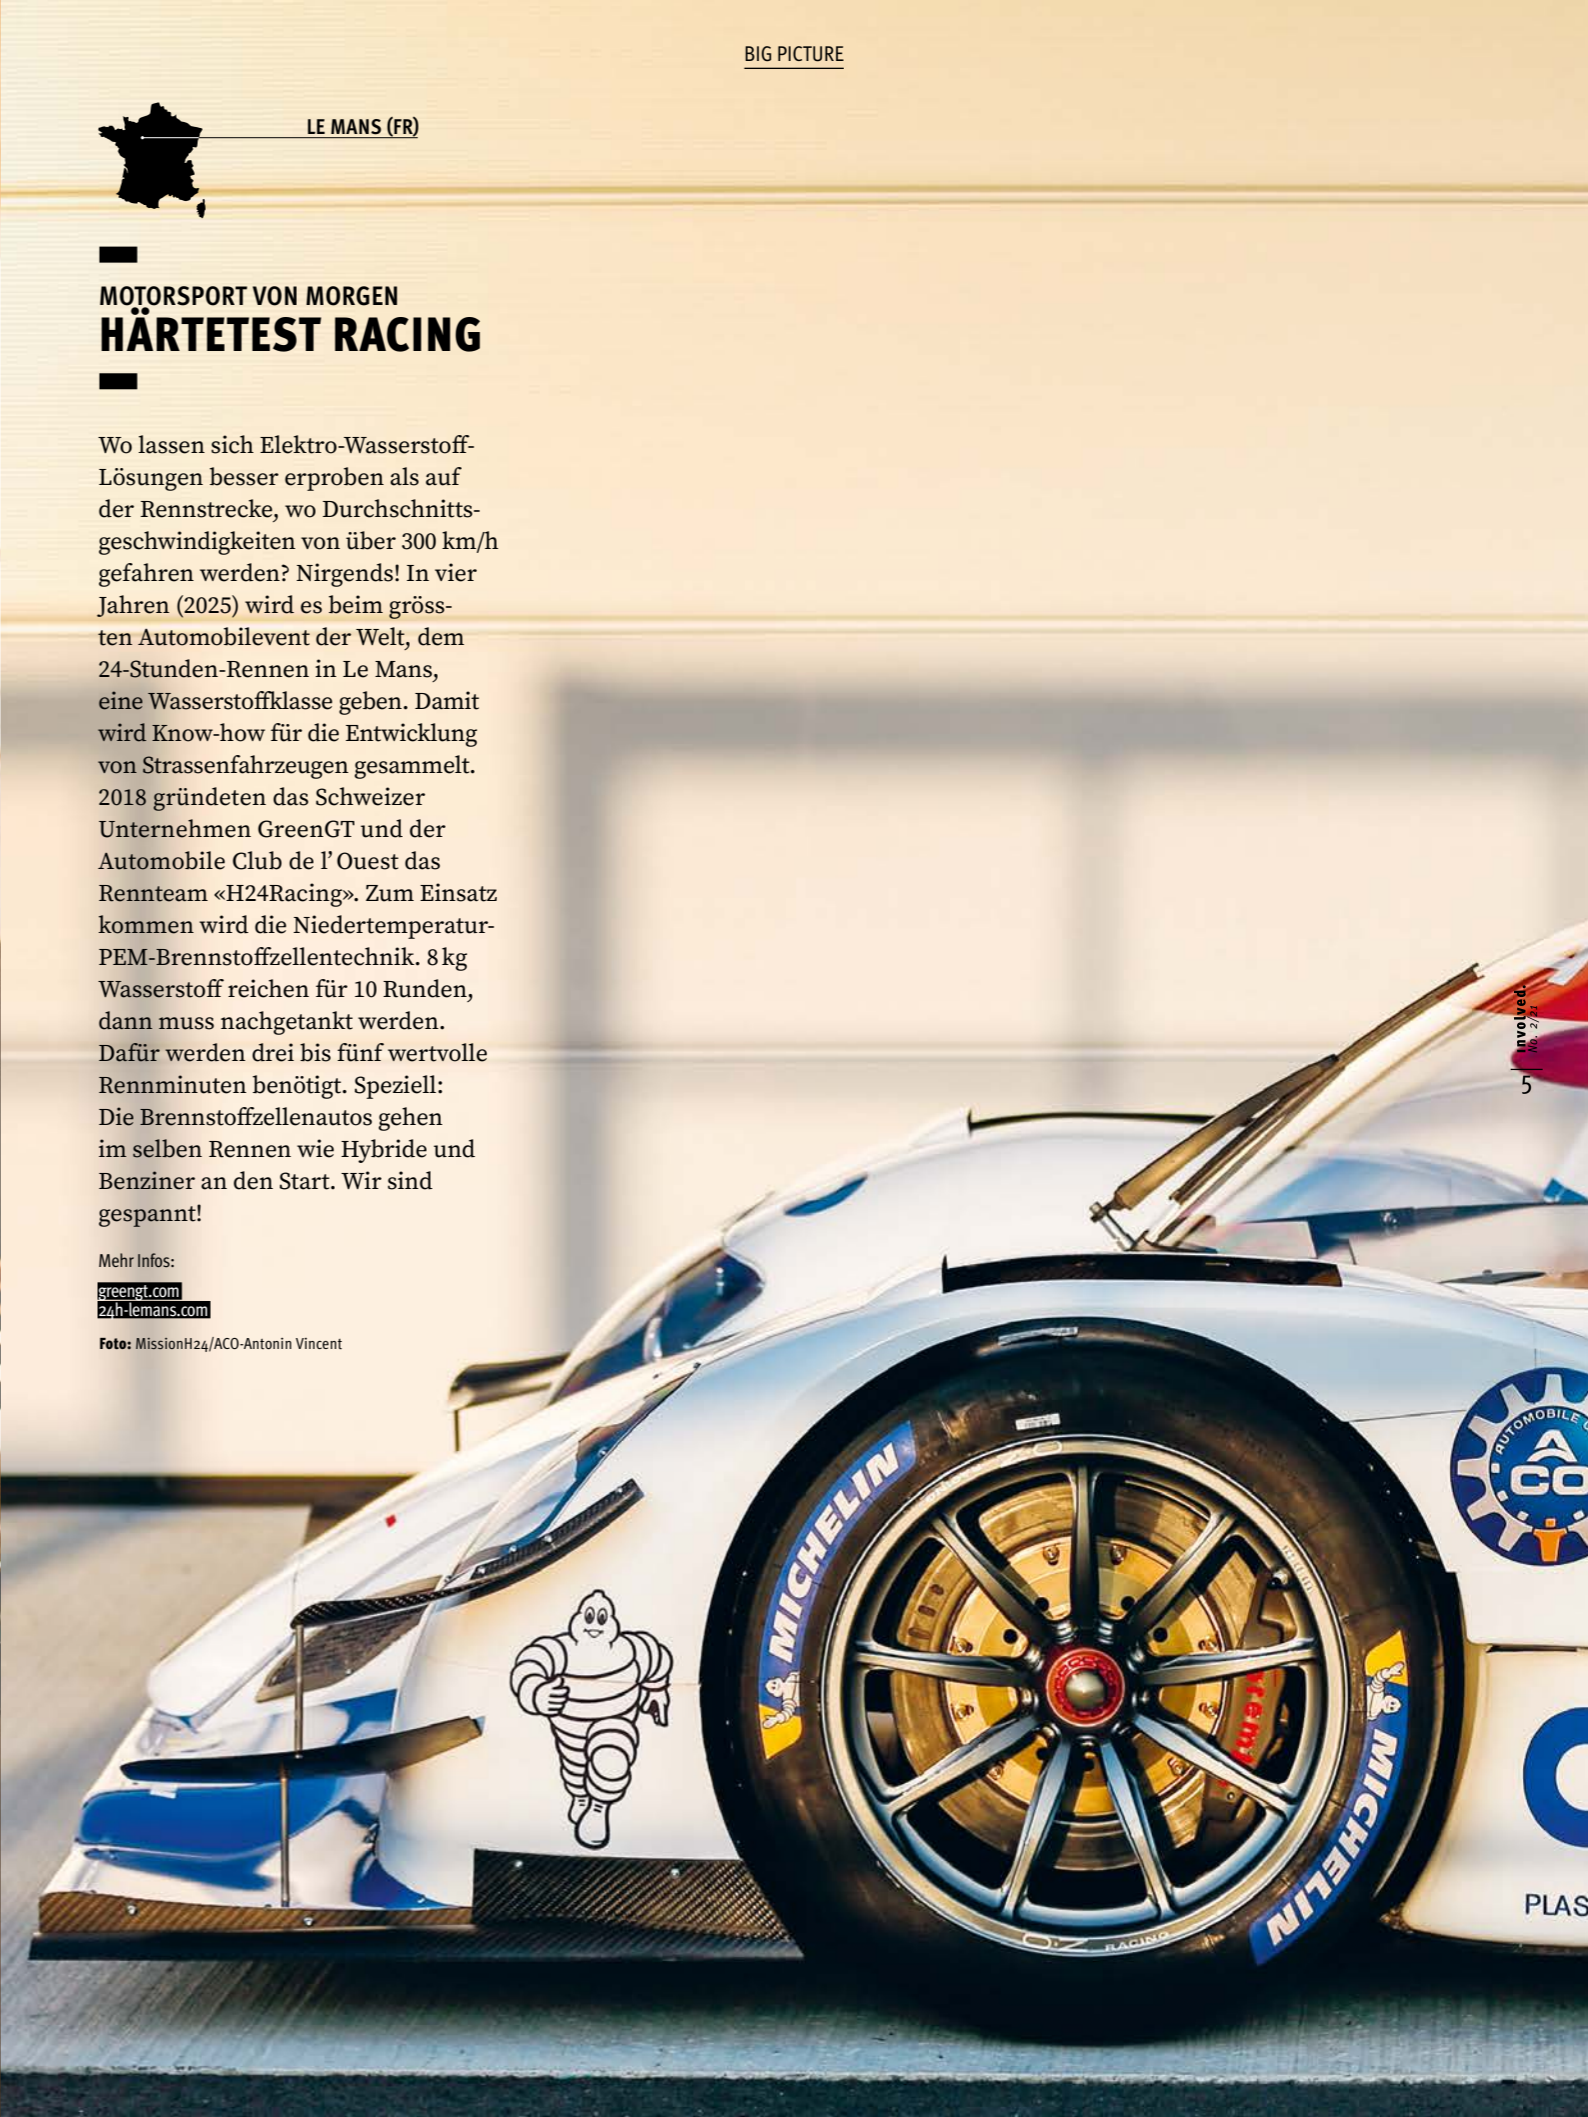 BIG PICTURE
LE MANS (FR)
MOTORSPORT VON MORGEN
HÄRTETEST RACING
Wo lassen sich Elektro-Wasserstoff-
Lösungen besser erproben als auf
der Rennstrecke, wo Durchschnitts-
geschwindigkeiten von über 300 km/h
gefahren werden? Nirgends! In vier
Jahren (2025) wird es beim gröss-
ten Automobilevent der Welt, dem
24-Stunden-Rennen in Le Mans,
eine Wasserstoffklasse geben. Damit
wird Know-how für die Entwicklung
von Strassenfahrzeugen gesammelt.
2018 gründeten das Schweizer
Unternehmen GreenGT und der
Automobile Club de l’Ouest das
Rennteam «H24Racing». Zum Einsatz
kommen wird die Niedertemperatur-
PEM-Brennstoffzellentechnik. 8 kg
Wasserstoff reichen für 10 Runden,
dann muss nachgetankt werden.
Dafür werden drei bis fünf wertvolle
Rennminuten benötigt. Speziell:
Die Brennstoffzellenautos gehen
im selben Rennen wie Hybride und
Benziner an den Start. Wir sind
gespannt!
Mehr Infos:
greengt.com
24h-lemans.com
Foto: MissionH24/ACO-Antonin Vincent
involved.
No. 2/21
5
AUTOMOBILE
A
CO
MICHELIN
MICHELIN
OZ
RACING
PLAS